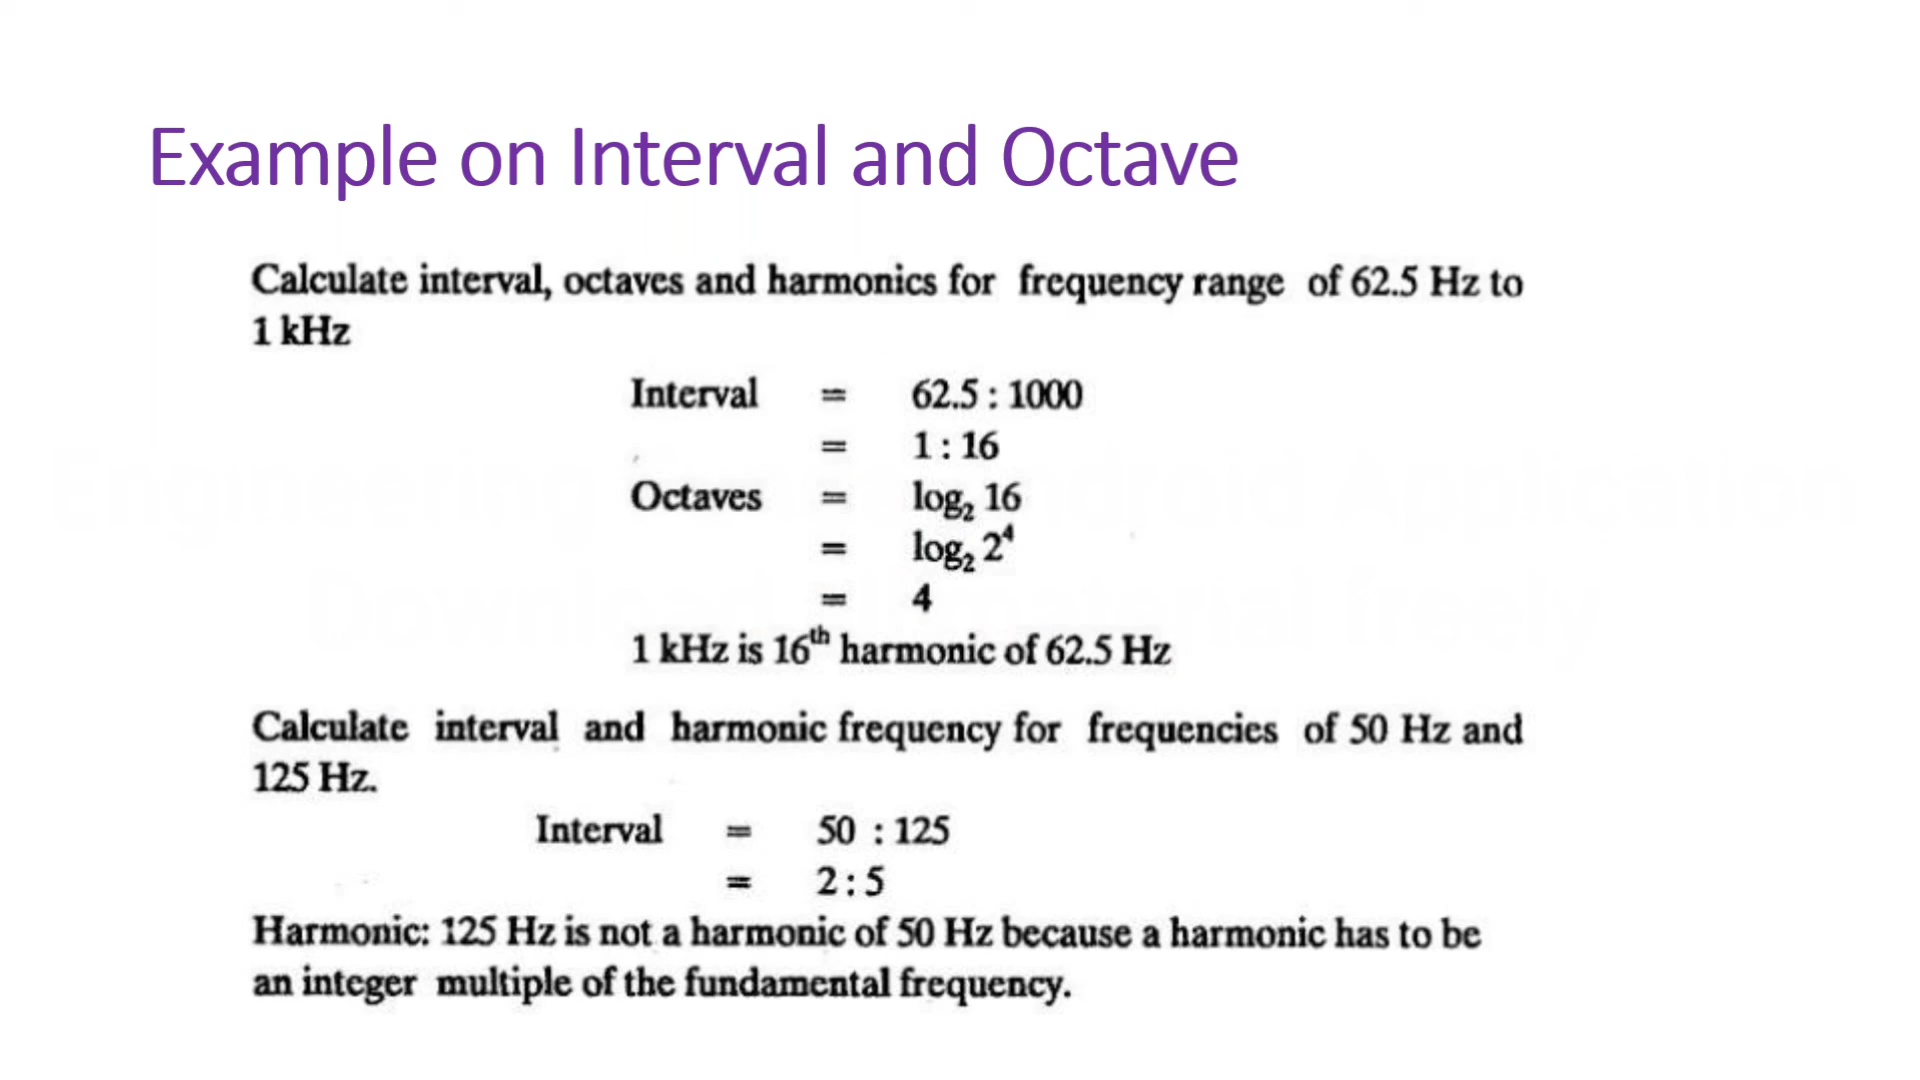 Example on Interval and Octave
Calculate interval, octaves and harmonics for frequency range of 62.5 Hz to
1 kHz
Interval = 62.5 : 1000
= 1 : 16
Octaves = log₂ 16
= log₂ 2⁴
= 4
1 kHz is 16ᵗʰ harmonic of 62.5 Hz
Calculate interval and harmonic frequency for frequencies of 50 Hz and
125 Hz.
Interval = 50 : 125
= 2 : 5
Harmonic: 125 Hz is not a harmonic of 50 Hz because a harmonic has to be
an integer multiple of the fundamental frequency.